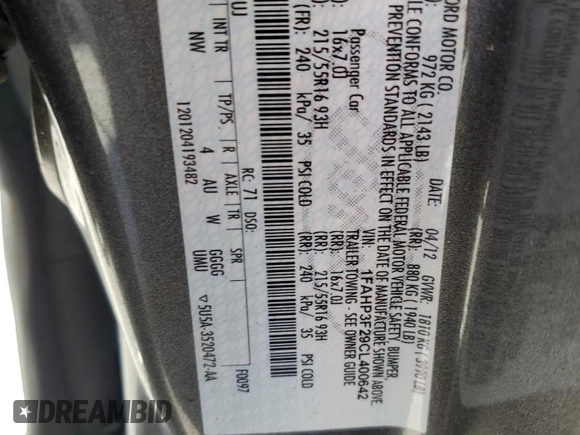 ORD MOTOR CO.
DATE: 04/12 GVWR: 1810 KG ( 3990 LB)
972 KG ( 2143 LB) (RR): 880 KG ( 1940 LB)
LE CONFORMS TO ALL APPLICABLE FEDERAL MOTOR VEHICLE SAFETY, BUMPER
PREVENTION STANDARDS IN EFFECT ON THE DATE OF MANUFACTURE SHOWN ABOVE.
VIN: 1FAHP3F29CL400642
Passenger Car TRAILER TOWING - SEE OWNER GUIDE
16x7.0J (RR): 16x7.0J
215/55R16 93H (RR): 215/55R16 93H
(FR): 240 kPa/ 35 PSI COLD (RR): 240 kPa/ 35 PSI COLD
UJ RC: 71 DSO: F0097
INT TR TP/PS R AXLE TR SPR
NW 4 AU W GGGG UMU
1201204193482 ▽5U5A-3520472-AA
DREAMBID